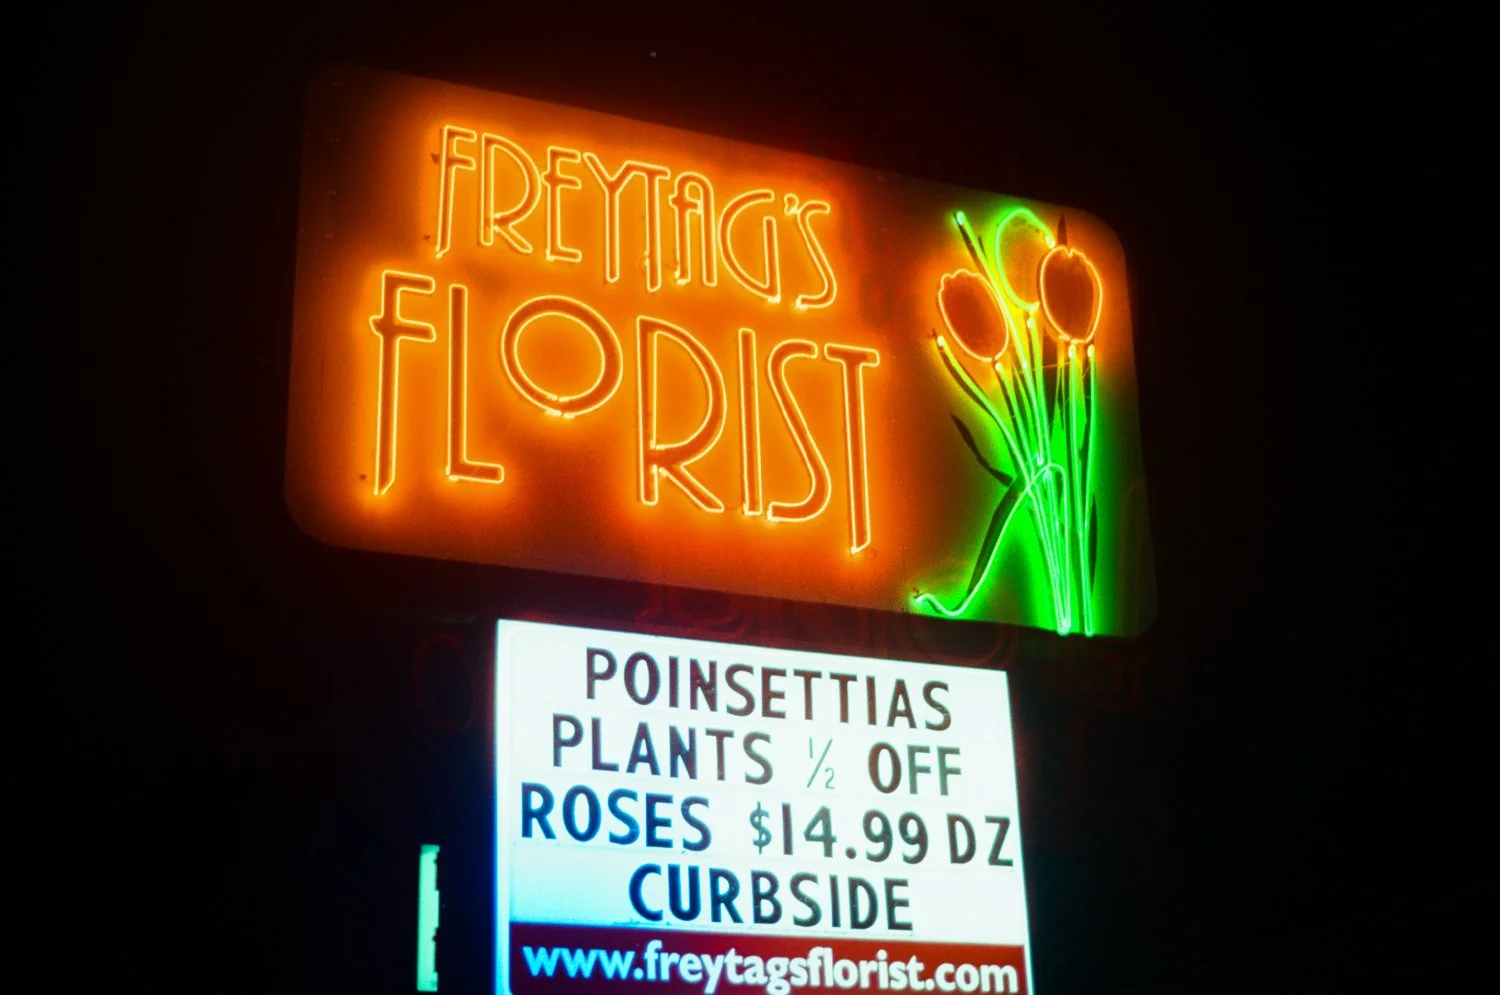 FREYTAG'S
FLORIST
POINSETTIAS
PLANTS ½ OFF
ROSES $14.99 DZ
CURBSIDE
www.freytagsflorist.com